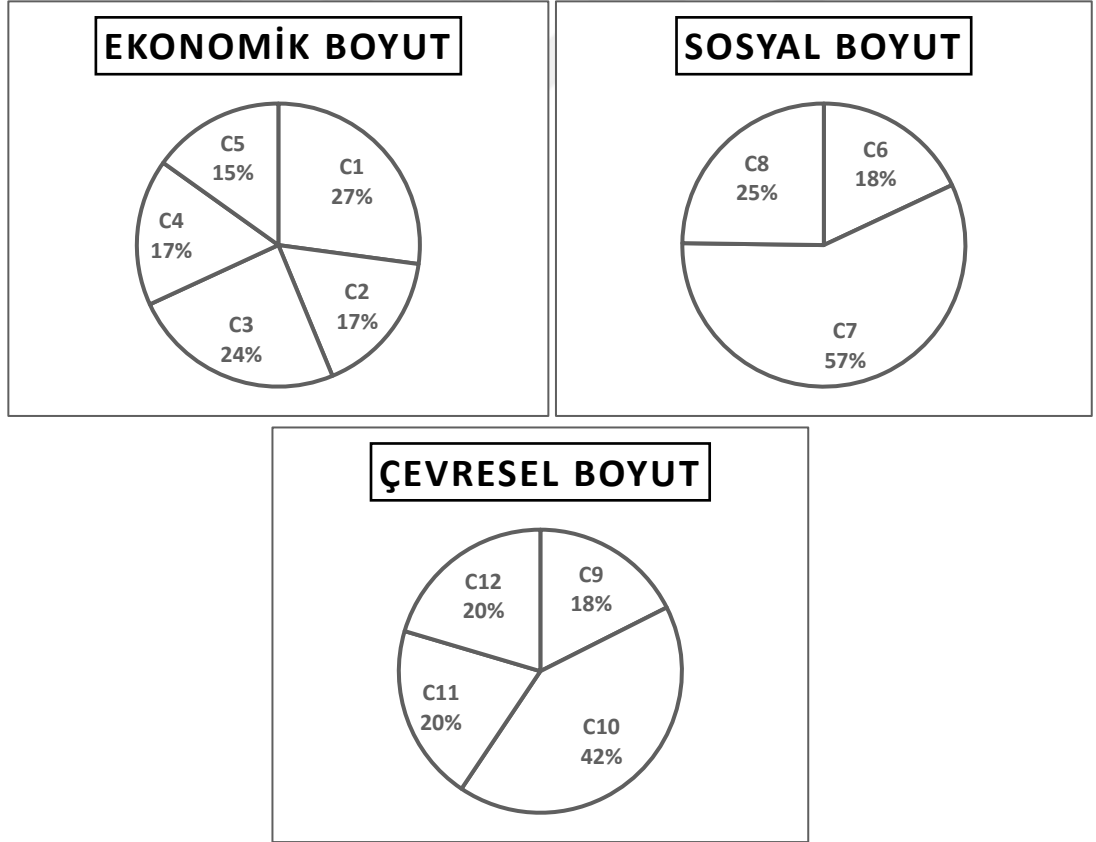 EKONOMİK BOYUT
C1
27%
C2
17%
C3
24%
C4
17%
C5
15%
SOSYAL BOYUT
C6
18%
C7
57%
C8
25%
ÇEVRESEL BOYUT
C9
18%
C10
42%
C11
20%
C12
20%